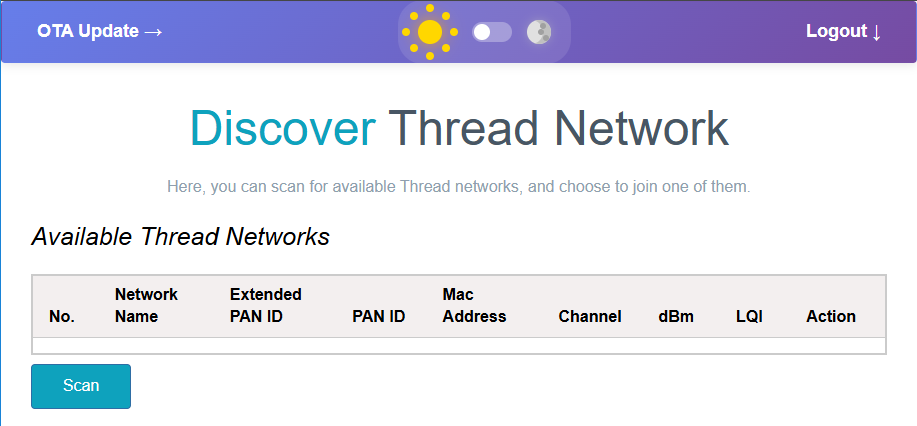 OTA Update →
Logout ↓
Discover Thread Network
Here, you can scan for available Thread networks, and choose to join one of them.
Available Thread Networks
No. Network Name Extended PAN ID PAN ID Mac Address Channel dBm LQI Action
Scan